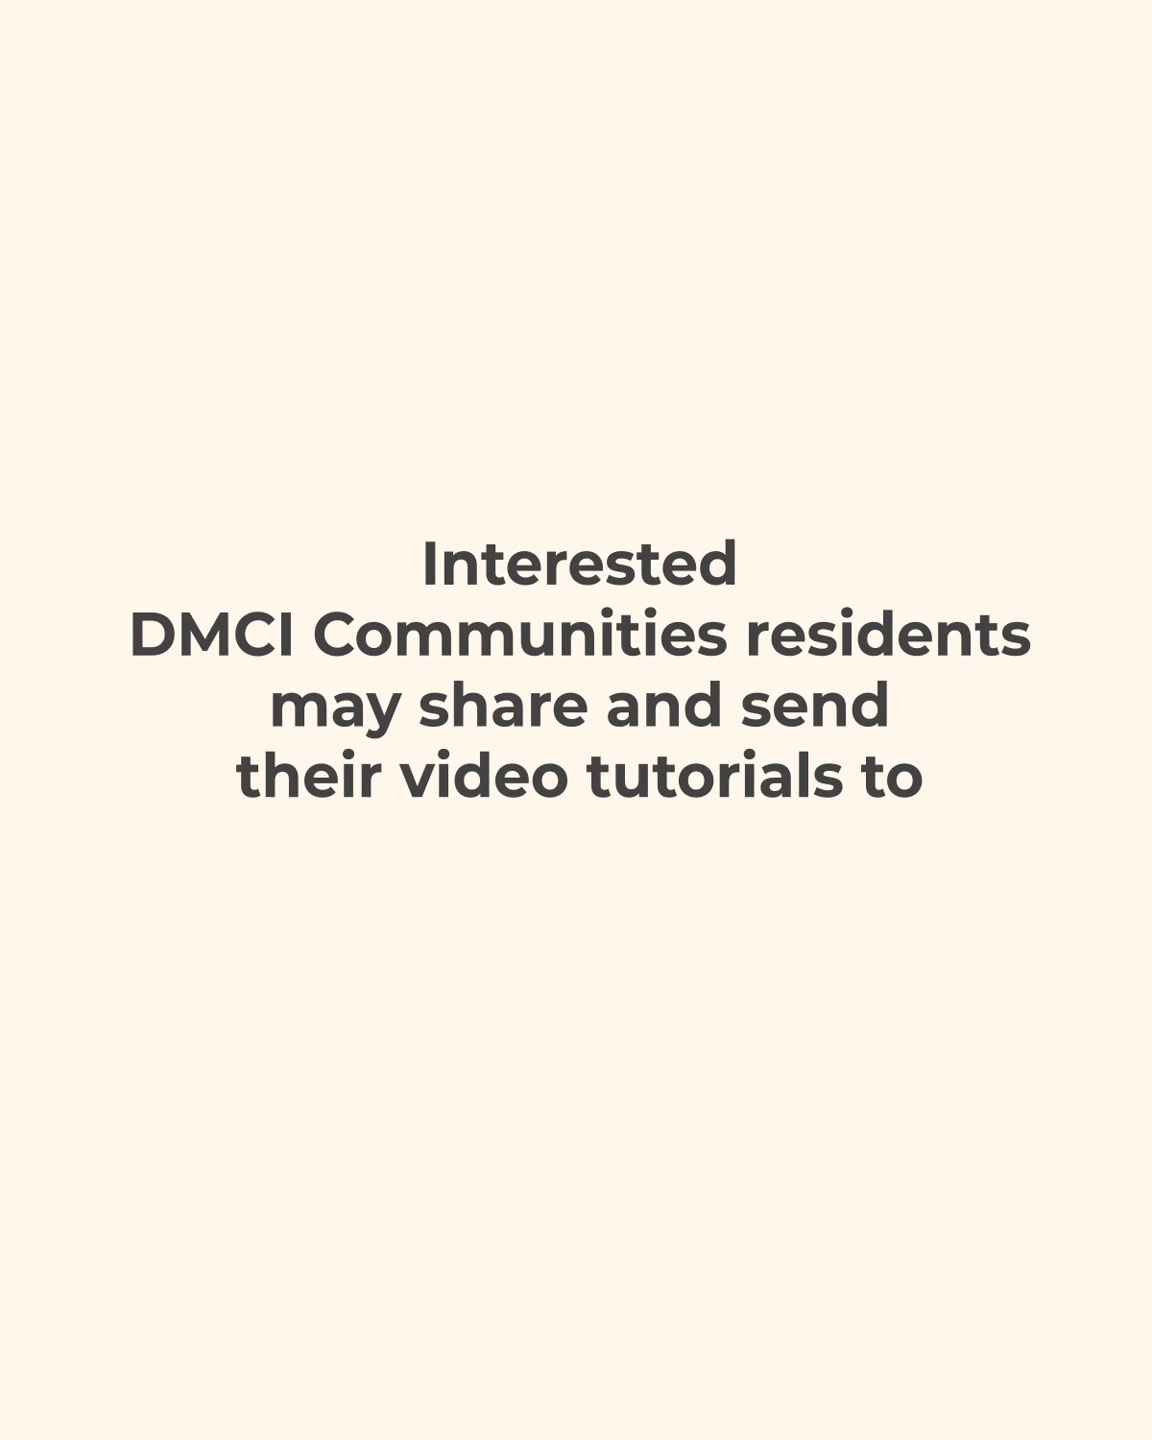 Interested
DMCI Communities residents
may share and send
their video tutorials to